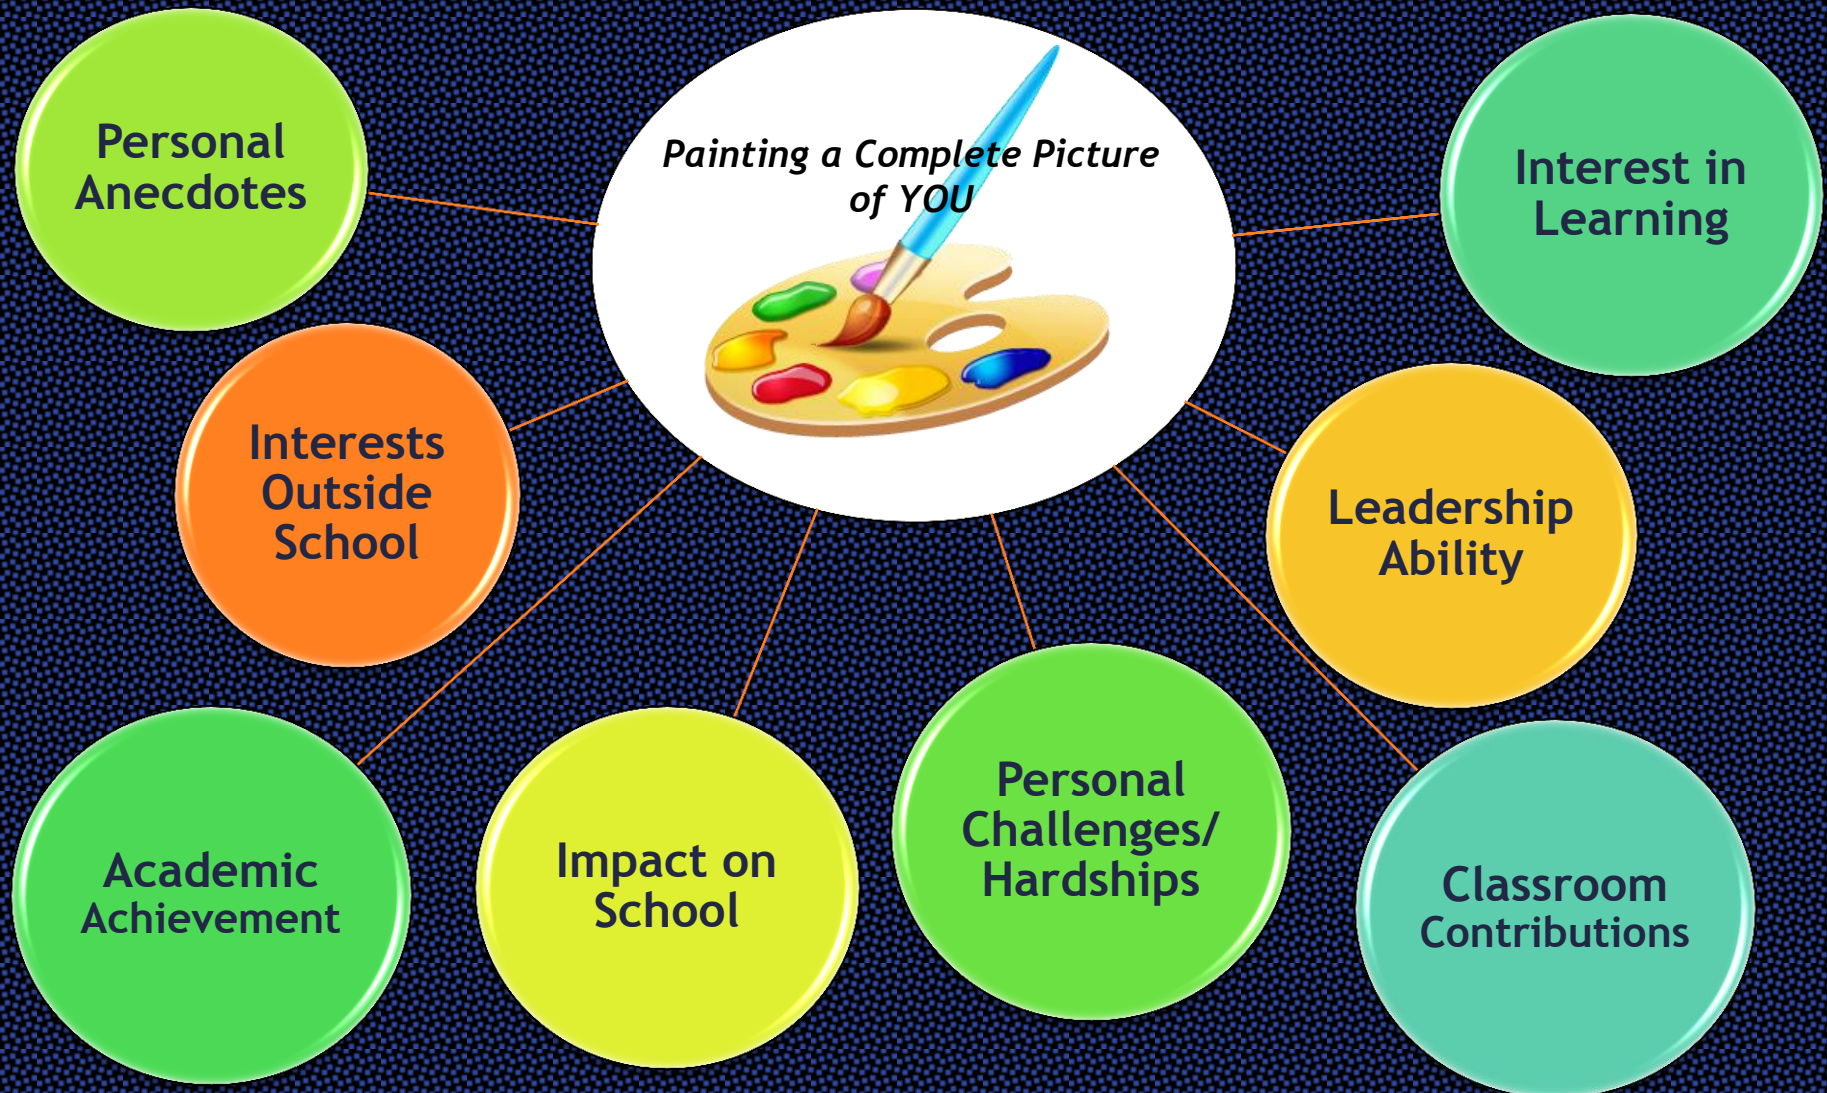 Painting a Complete Picture
of YOU
Personal
Anecdotes
Interest in
Learning
Interests
Outside
School
Leadership
Ability
Academic
Achievement
Impact on
School
Personal
Challenges/
Hardships
Classroom
Contributions